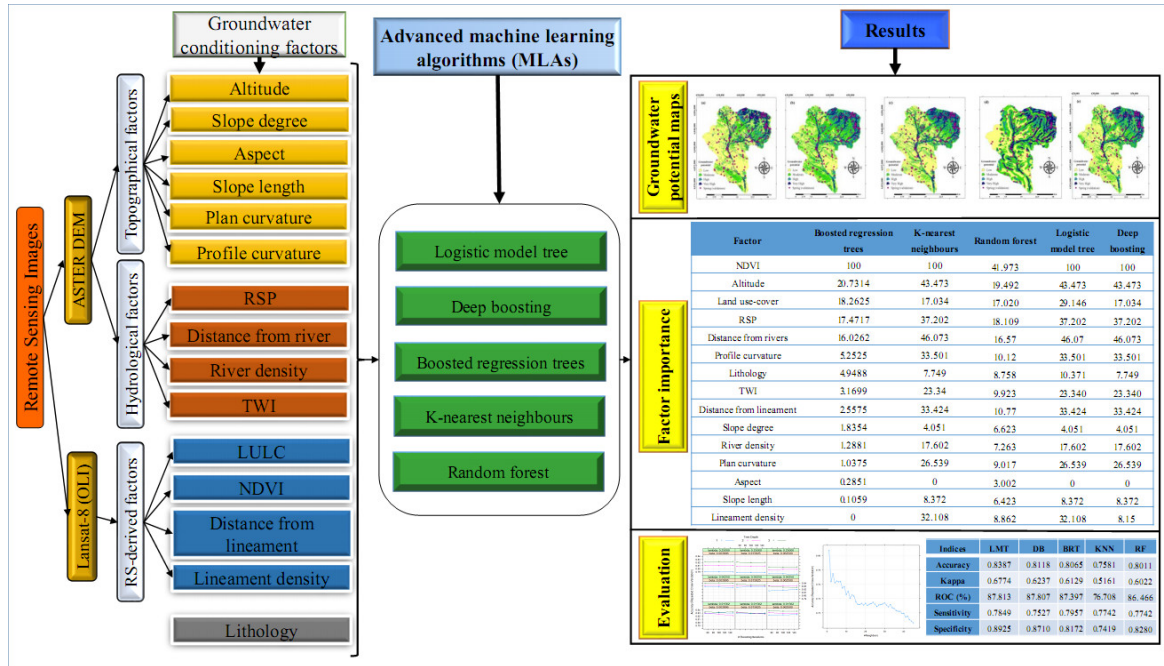 Groundwater
conditioning factors
Advanced machine learning
algorithms (MLAs)
Results
Remote Sensing Images
ASTER DEM
Lansat-8 (OLI)
Topographical factors
Hydrological factors
RS-derived factors
Altitude
Slope degree
Aspect
Slope length
Plan curvature
Profile curvature
RSP
Distance from river
River density
TWI
LULC
NDVI
Distance from
lineament
Lineament density
Lithology
Logistic model tree
Deep boosting
Boosted regression trees
K-nearest neighbours
Random forest
Groundwater
potential maps
Factor importance
Factor Boosted regression trees K-nearest neighbours Random forest Logistic model tree Deep boosting
NDVI 100 100 41.973 100 100
Altitude 20.7314 43.473 19.492 43.473 43.473
Land use-cover 18.2625 17.034 17.020 29.146 17.034
RSP 17.4717 37.202 18.109 37.202 37.202
Distance from rivers 16.0262 46.073 16.57 46.07 46.073
Profile curvature 5.2525 33.501 10.12 33.501 33.501
Lithology 4.9488 7.749 8.758 10.371 7.749
TWI 3.1699 23.34 9.923 23.340 23.340
Distance from lineament 2.5575 33.424 10.77 33.424 33.424
Slope degree 1.8354 4.051 6.623 4.051 4.051
River density 1.2881 17.602 7.263 17.602 17.602
Plan curvature 1.0375 26.539 9.017 26.539 26.539
Aspect 0.2851 0 3.002 0 0
Slope length 0.1059 8.372 6.423 8.372 8.372
Lineament density 0 32.108 8.862 32.108 8.15
Evaluation
Indices LMT DB BRT KNN RF
Accuracy 0.8387 0.8118 0.8065 0.7581 0.8011
Kappa 0.6774 0.6237 0.6129 0.5161 0.6022
ROC (%) 87.813 87.807 87.397 76.708 86.466
Sensitivity 0.7849 0.7527 0.7957 0.7742 0.7742
Specificity 0.8925 0.8710 0.8172 0.7419 0.8280